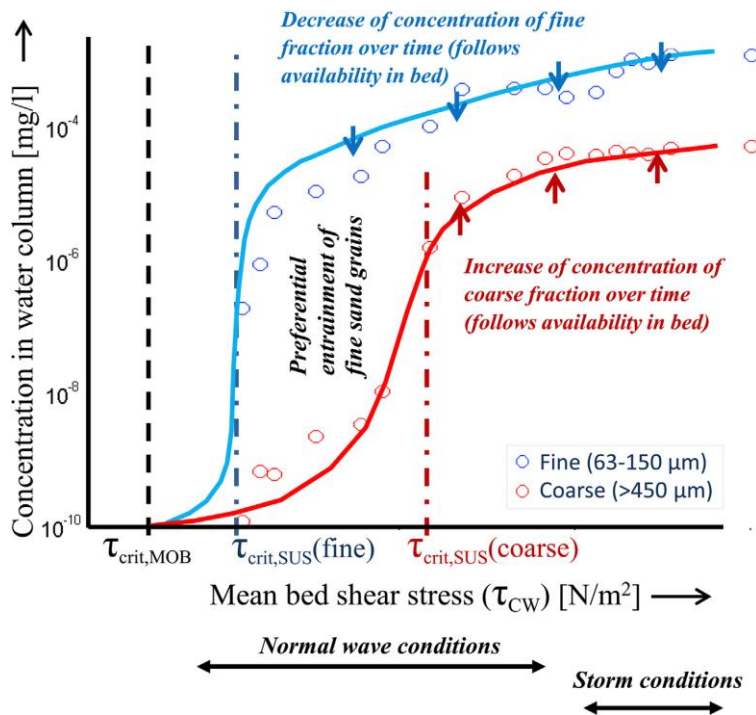 Decrease of concentration of fine
fraction over time (follows
availability in bed)
Concentration in water column [mg/l]
10⁻⁴
10⁻⁶
10⁻⁸
10⁻¹⁰
Preferential
entrainment of
fine sand grains
Increase of concentration of
coarse fraction over time
(follows availability in bed)
Fine (63-150 μm)
Coarse (>450 μm)
τcrit,MOB
τcrit,SUS(fine)
τcrit,SUS(coarse)
Mean bed shear stress (τCW) [N/m²]
Normal wave conditions
Storm conditions